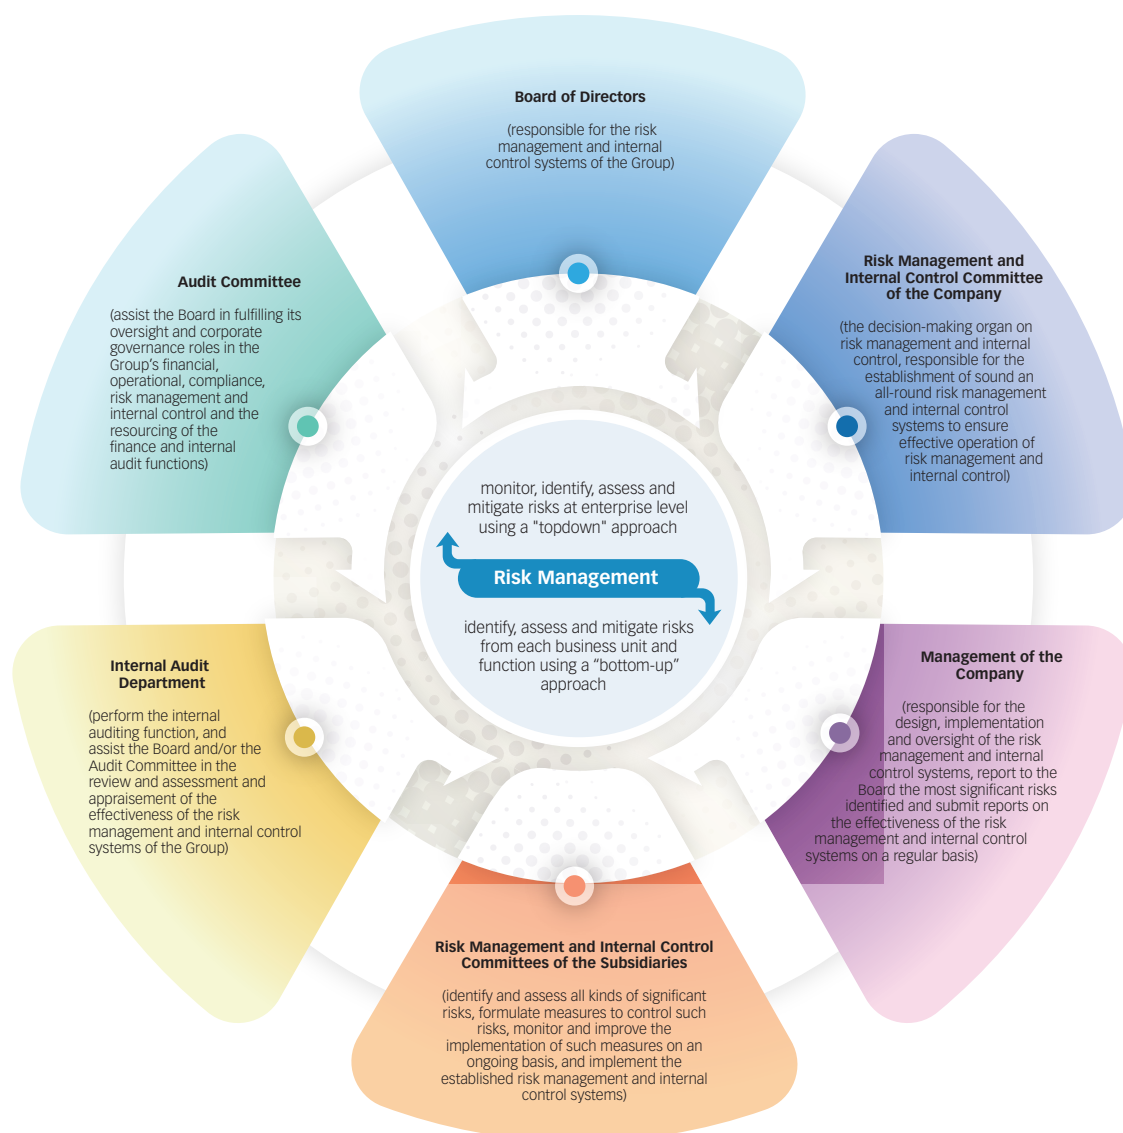 Board of Directors
(responsible for the risk
management and internal
control systems of the Group)
Risk Management and
Internal Control Committee
of the Company
(the decision-making organ on
risk management and internal
control, responsible for the
establishment of sound an
all-round risk management
and internal control
systems to ensure
effective operation of
risk management and
internal control)
Management of the
Company
(responsible for the
design, implementation
and oversight of the risk
management and internal
control systems, report to the
Board the most significant risks
identified and submit reports on
the effectiveness of the risk
management and internal control
systems on a regular basis)
Risk Management and Internal Control
Committees of the Subsidiaries
(identify and assess all kinds of significant
risks, formulate measures to control such
risks, monitor and improve the
implementation of such measures on an
ongoing basis, and implement the
established risk management and internal
control systems)
Internal Audit
Department
(perform the internal
auditing function, and
assist the Board and/or the
Audit Committee in the
review and assessment and
appraisement of the
effectiveness of the risk
management and internal control
systems of the Group)
Audit Committee
(assist the Board in fulfilling its
oversight and corporate
governance roles in the
Group's financial,
operational, compliance,
risk management and
internal control and the
resourcing of the
finance and internal
audit functions)
monitor, identify, assess and
mitigate risks at enterprise level
using a "topdown" approach
Risk Management
identify, assess and mitigate risks
from each business unit and
function using a “bottom-up”
approach